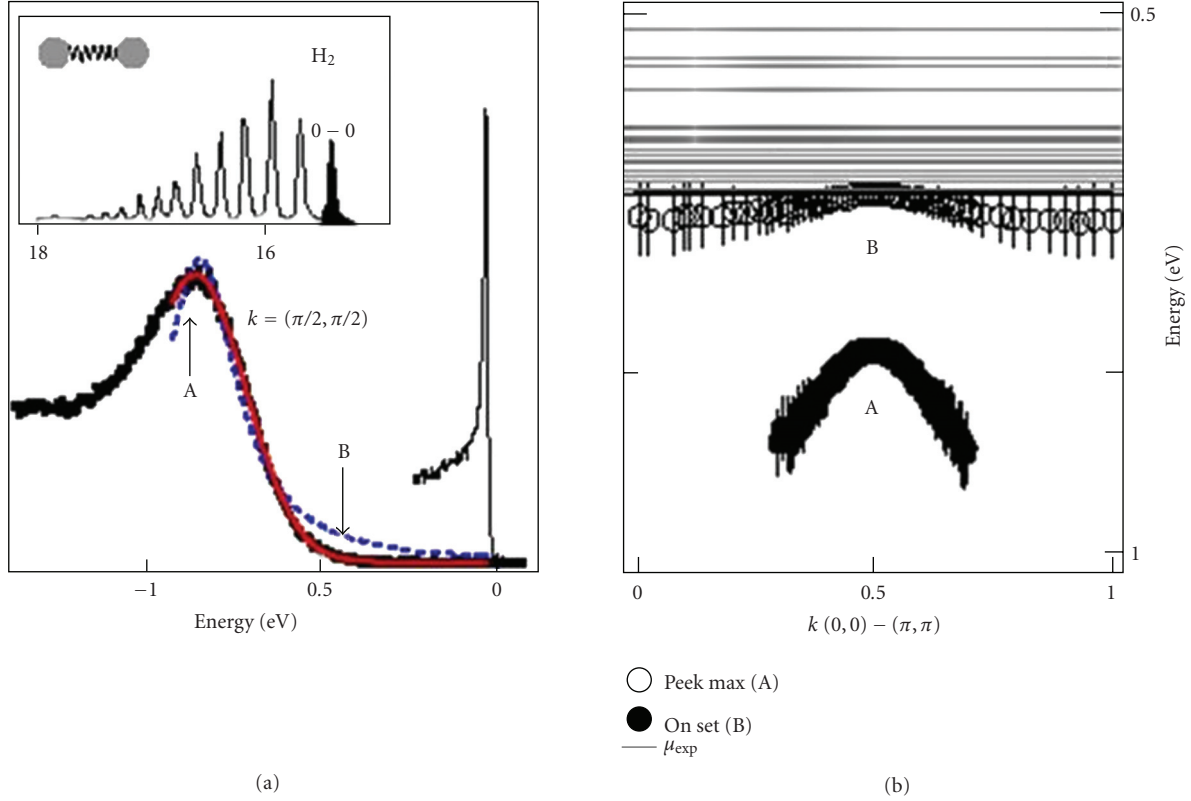 H₂
0 – 0
18
16
k = (π/2, π/2)
A
B
−1
0.5
0
Energy (eV)
(a)
0.5
B
A
1
Energy (eV)
0
0.5
1
k (0, 0) – (π, π)
Peek max (A)
On set (B)
μexp
(b)